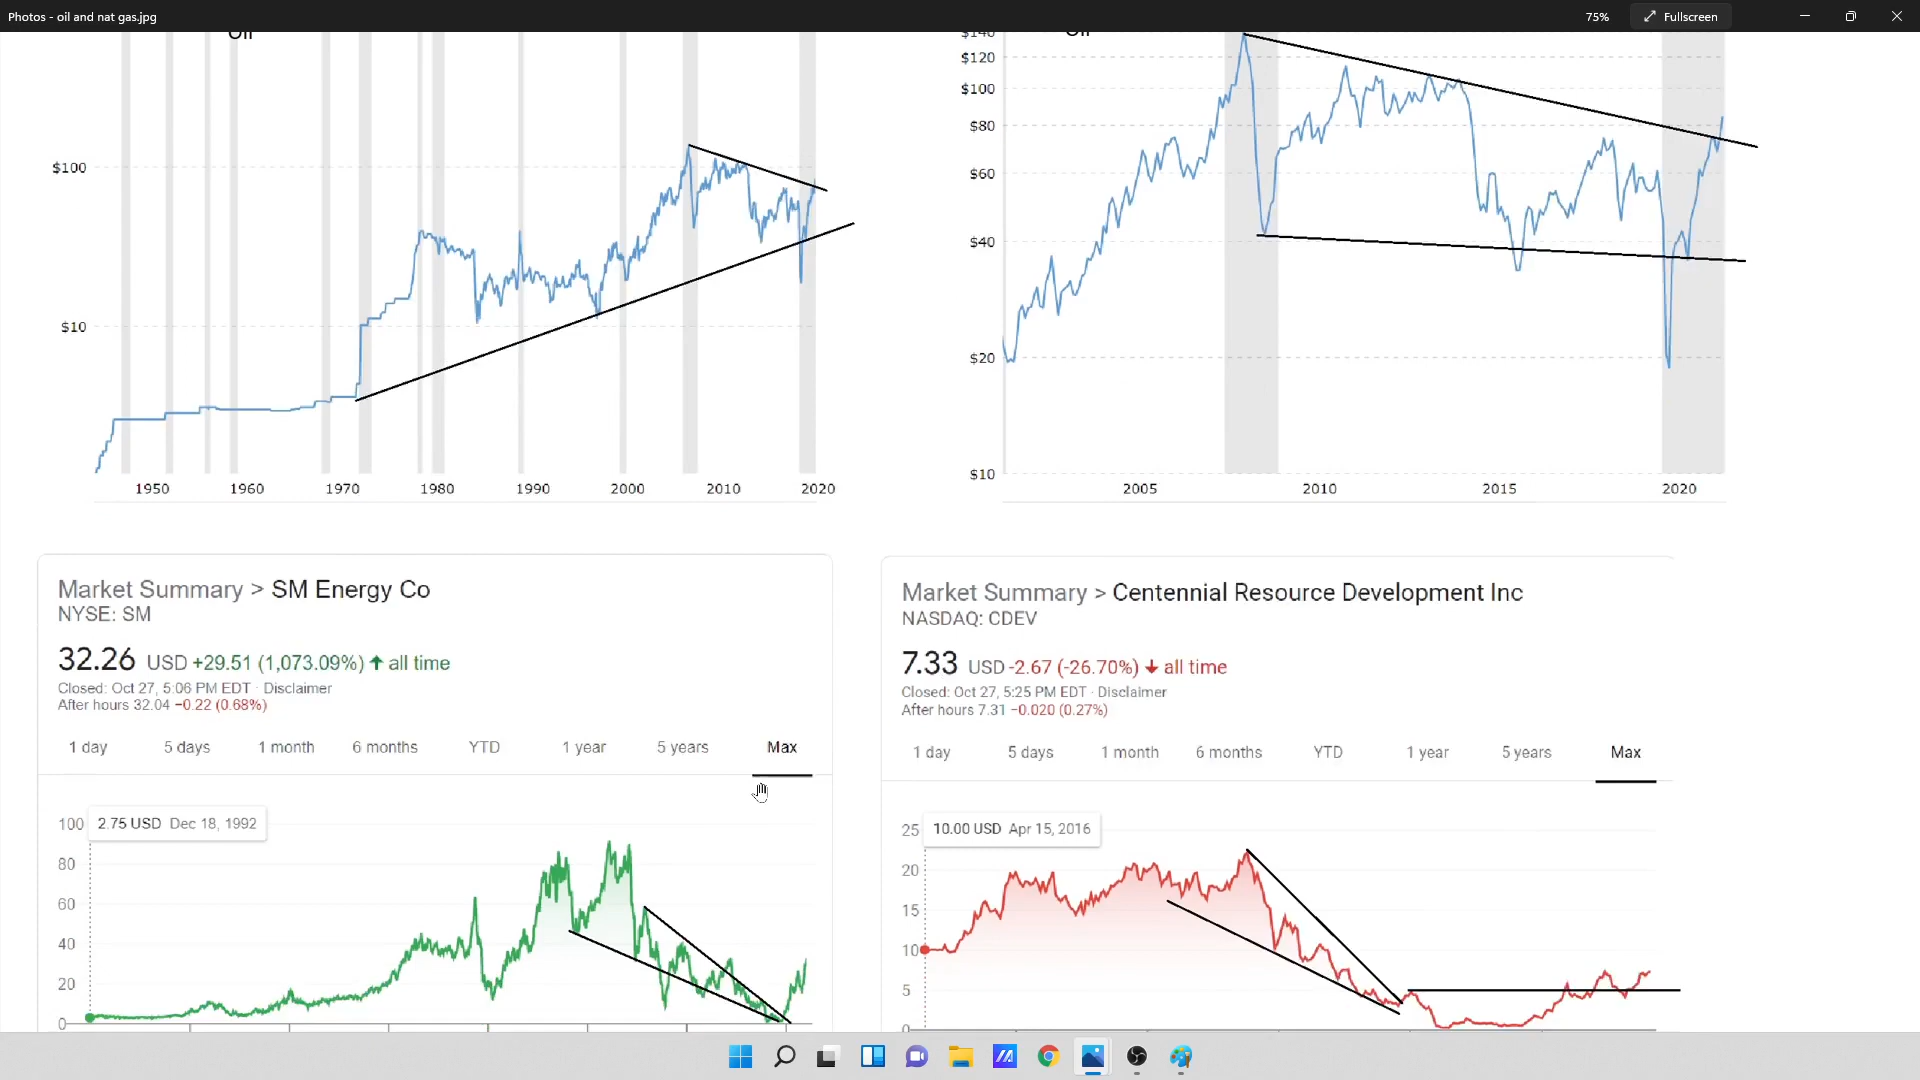 Photos - oil and nat gas.jpg
75%
Fullscreen
Oil
$100
$10
1950 1960 1970 1980 1990 2000 2010 2020
Oil
$140
$120
$100
$80
$60
$40
$20
$10
2005 2010 2015 2020
Market Summary > SM Energy Co
NYSE: SM
32.26 USD +29.51 (1,073.09%) ↑ all time
Closed: Oct 27, 5:06 PM EDT · Disclaimer
After hours 32.04 −0.22 (0.68%)
1 day 5 days 1 month 6 months YTD 1 year 5 years Max
2.75 USD Dec 18, 1992
100
80
60
40
20
0
Market Summary > Centennial Resource Development Inc
NASDAQ: CDEV
7.33 USD -2.67 (-26.70%) ↓ all time
Closed: Oct 27, 5:25 PM EDT · Disclaimer
After hours 7.31 −0.020 (0.27%)
1 day 5 days 1 month 6 months YTD 1 year 5 years Max
10.00 USD Apr 15, 2016
25
20
15
10
5
0